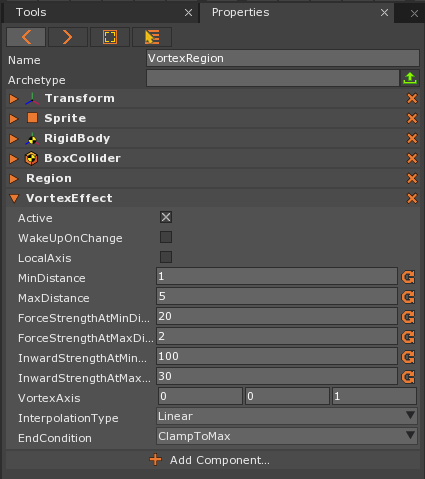 Tools Properties
Name VortexRegion
Archetype
Transform
Sprite
RigidBody
BoxCollider
Region
VortexEffect
Active
WakeUpOnChange
LocalAxis
MinDistance 1
MaxDistance 5
ForceStrengthAtMinDi... 20
ForceStrengthAtMaxDi... 2
InwardStrengthAtMin... 100
InwardStrengthAtMax... 30
VortexAxis 0 0 1
InterpolationType Linear
EndCondition ClampToMax
Add Component...